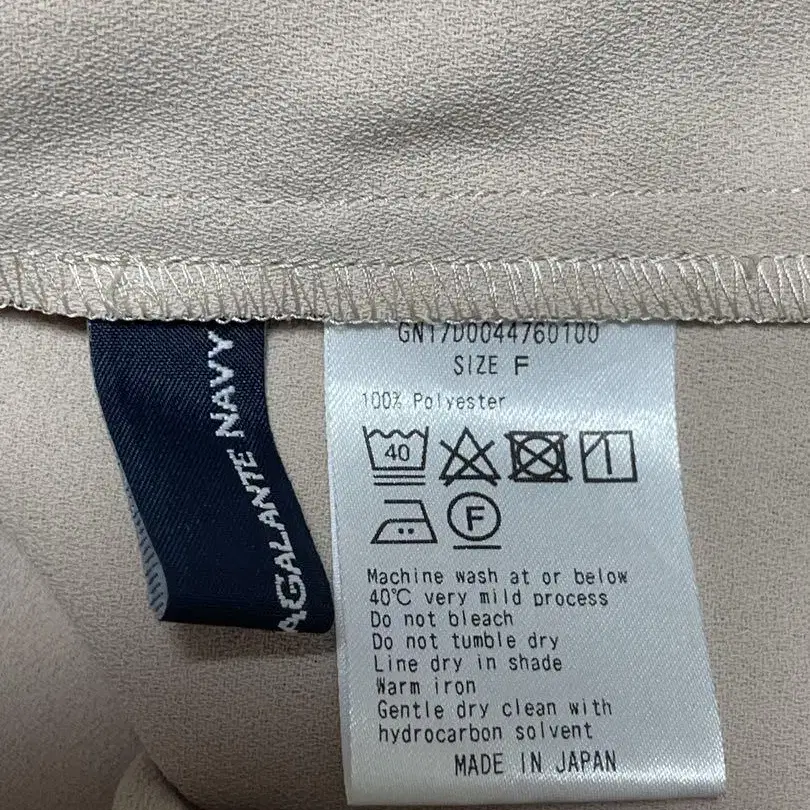 AGALANTE NAVY
GN17D0044760100
SIZE F
100% Polyester
40
F
Machine wash at or below
40℃ very mild process
Do not bleach
Do not tumble dry
Line dry in shade
Warm iron
Gentle dry clean with
hydrocarbon solvent
MADE IN JAPAN